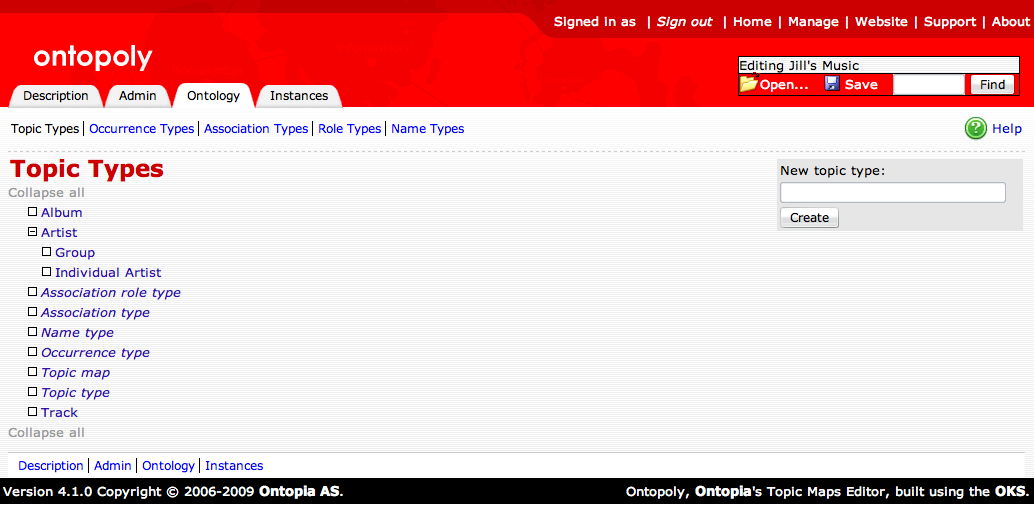 Signed in as | Sign out | Home | Manage | Website | Support | About
ontopoly
Editing Jill's Music
Open... Save Find
Description Admin Ontology Instances
Topic Types | Occurrence Types | Association Types | Role Types | Name Types
? Help
Topic Types
New topic type:
Collapse all
Album
Create
Artist
Group
Individual Artist
Association role type
Association type
Name type
Occurrence type
Topic map
Topic type
Track
Collapse all
Description | Admin | Ontology | Instances
Version 4.1.0 Copyright © 2006-2009 Ontopia AS.
Ontopoly, Ontopia's Topic Maps Editor, built using the OKS.